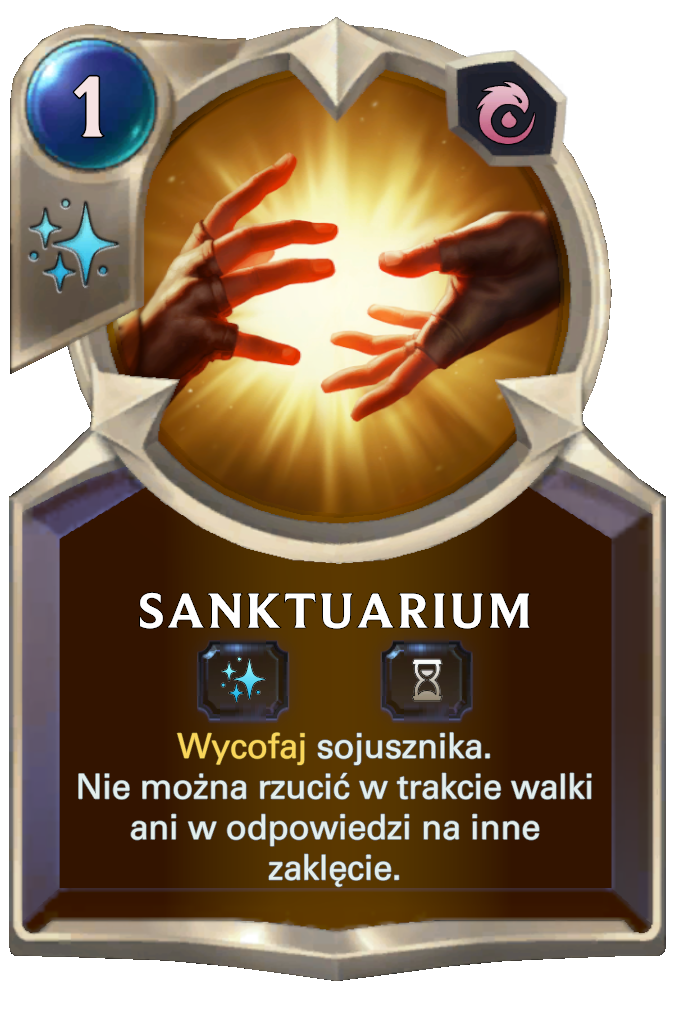 1
SANKTUARIUM
Wycofaj sojusznika.
Nie można rzucić w trakcie walki
ani w odpowiedzi na inne
zaklęcie.